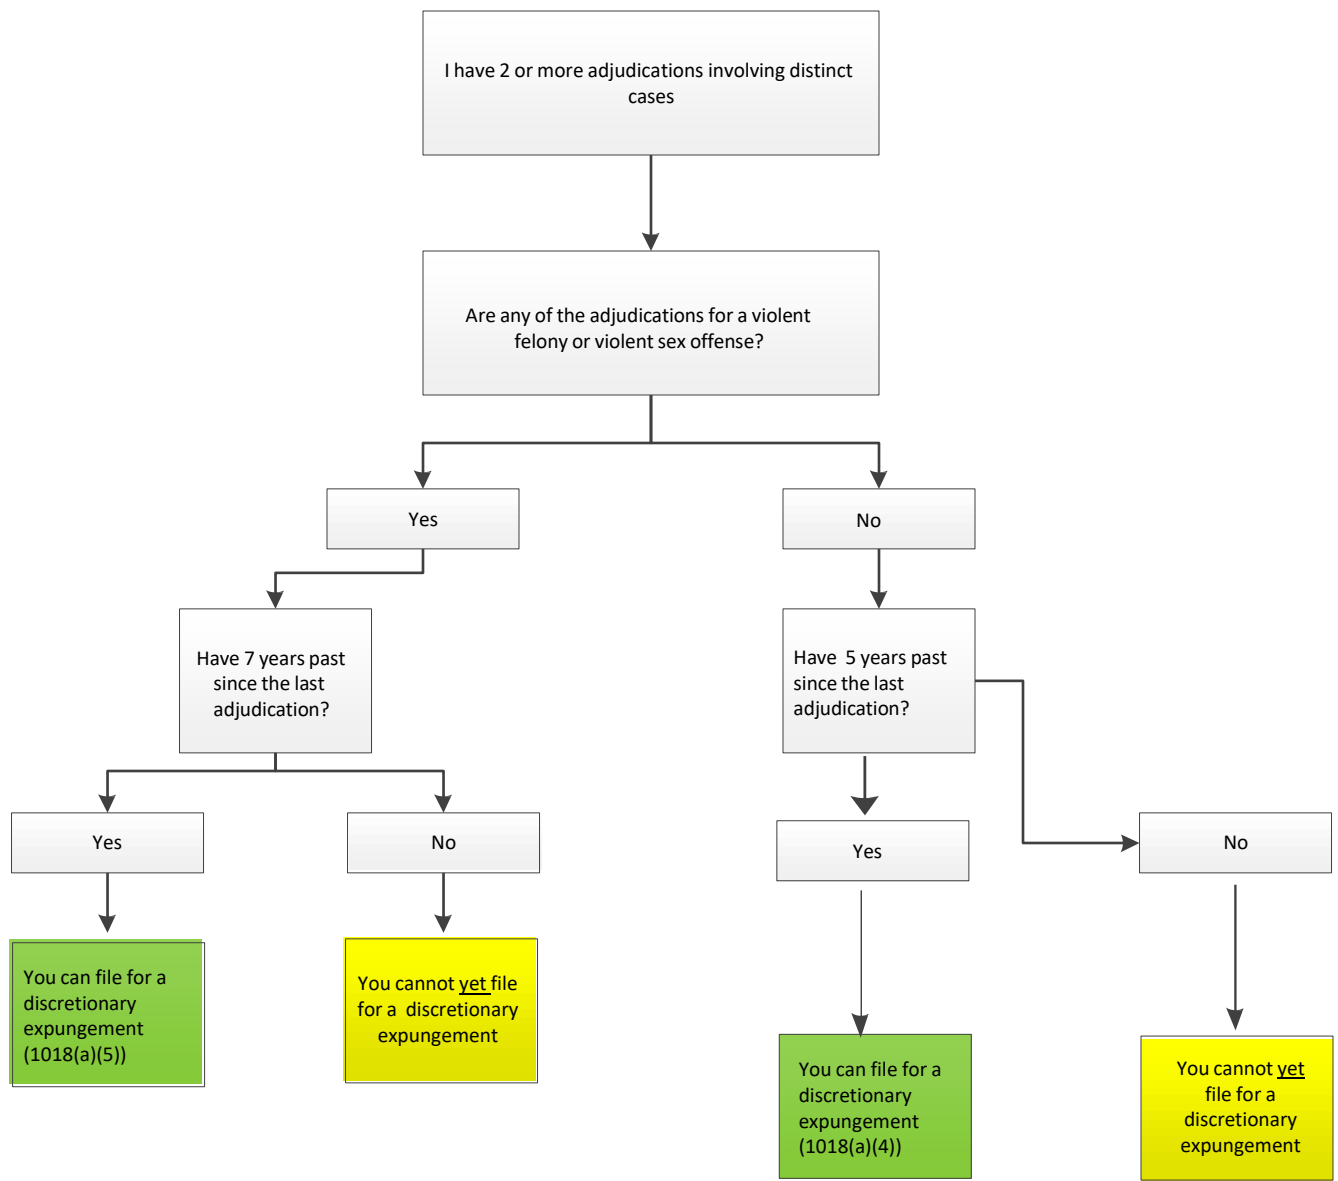 I have 2 or more adjudications involving distinct
cases
Are any of the adjudications for a violent
felony or violent sex offense?
Yes
No
Have 7 years past
since the last
adjudication?
Have 5 years past
since the last
adjudication?
Yes
No
Yes
No
You can file for a
discretionary
expungement
(1018(a)(5))
You cannot yet file
for a discretionary
expungement
You can file for a
discretionary
expungement
(1018(a)(4))
You cannot yet
file for a
discretionary
expungement